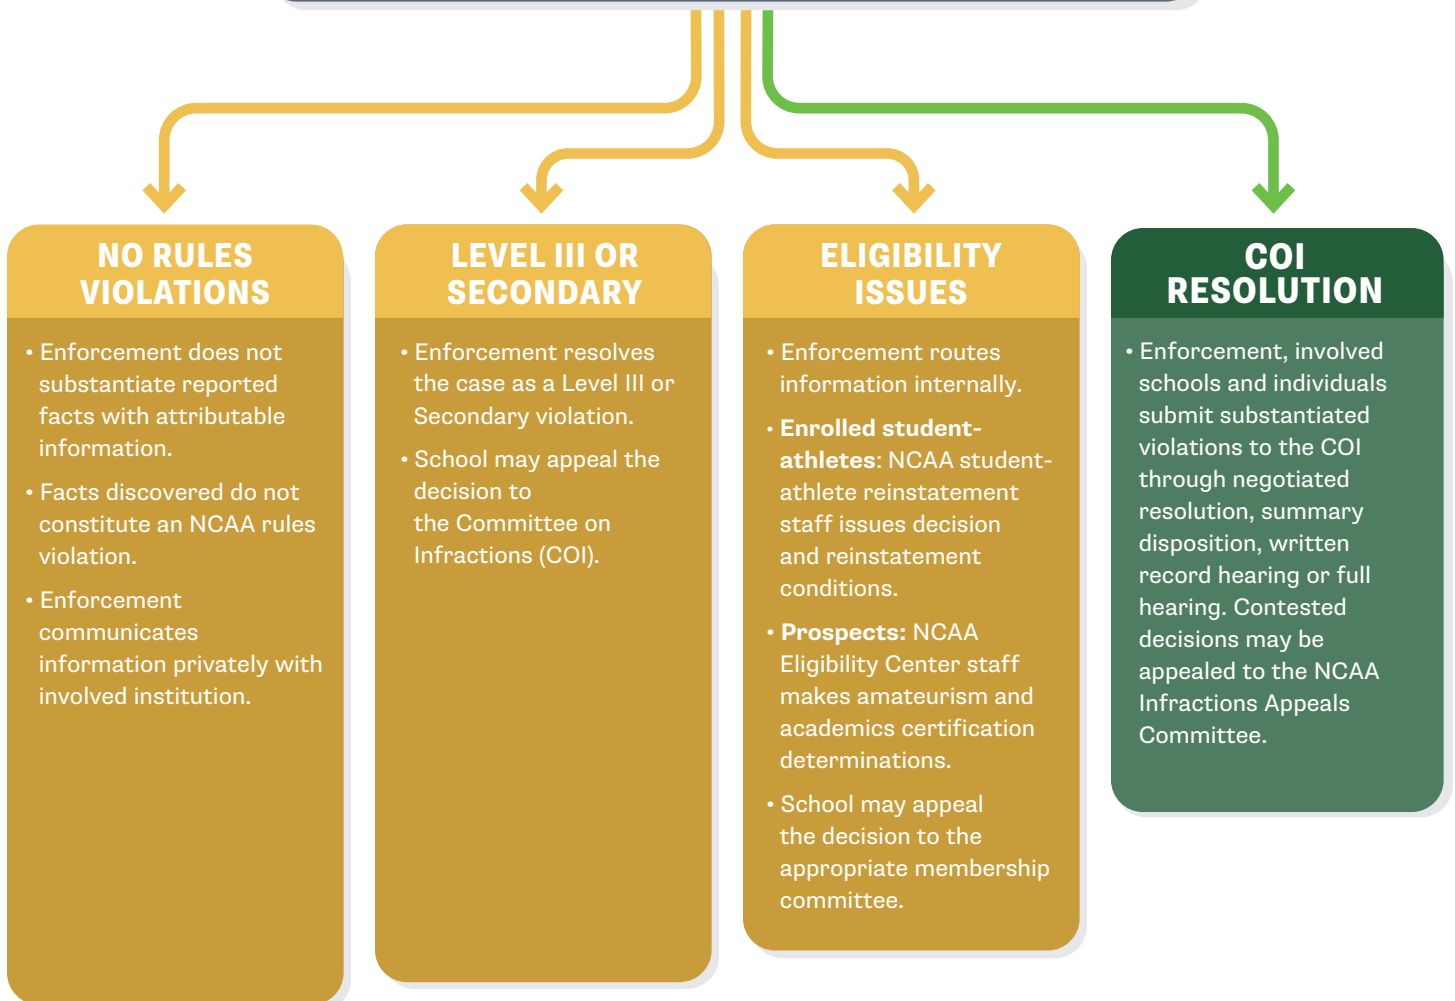 NO RULES
VIOLATIONS
• Enforcement does not
substantiate reported
facts with attributable
information.
• Facts discovered do not
constitute an NCAA rules
violation.
• Enforcement
communicates
information privately with
involved institution.
LEVEL III OR
SECONDARY
• Enforcement resolves
the case as a Level III or
Secondary violation.
• School may appeal the
decision to
the Committee on
Infractions (COI).
ELIGIBILITY
ISSUES
• Enforcement routes
information internally.
• Enrolled student-
athletes: NCAA student-
athlete reinstatement
staff issues decision
and reinstatement
conditions.
• Prospects: NCAA
Eligibility Center staff
makes amateurism and
academics certification
determinations.
• School may appeal
the decision to the
appropriate membership
committee.
COI
RESOLUTION
• Enforcement, involved
schools and individuals
submit substantiated
violations to the COI
through negotiated
resolution, summary
disposition, written
record hearing or full
hearing. Contested
decisions may be
appealed to the NCAA
Infractions Appeals
Committee.